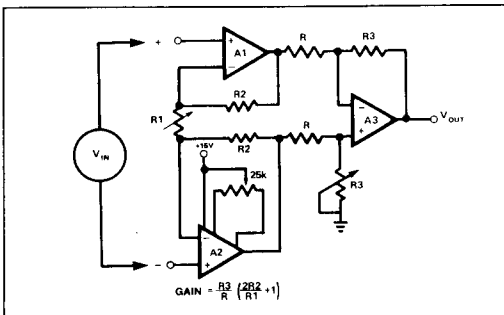 +
A1
R
R3
R2
R1
A3
V_OUT
V_IN
R2
R
+15V
25k
R3
A2
GAIN = R3/R (2R2/R1 +1)